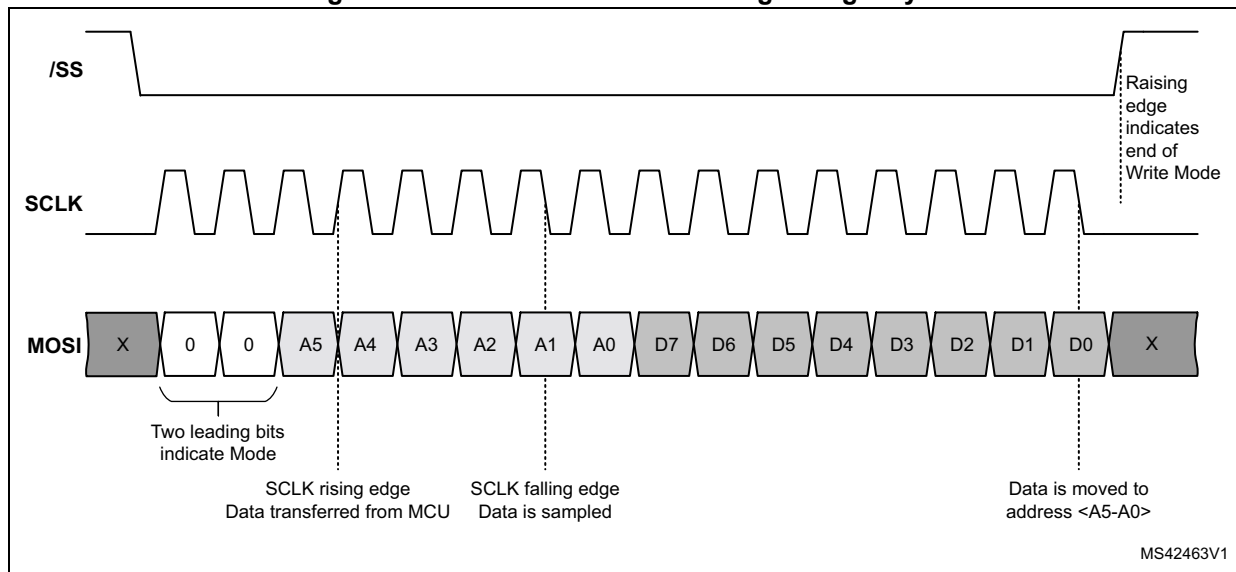 /SS
Raising
edge
indicates
end of
Write Mode
SCLK
MOSI X 0 0 A5 A4 A3 A2 A1 A0 D7 D6 D5 D4 D3 D2 D1 D0 X
Two leading bits
indicate Mode
SCLK rising edge
Data transferred from MCU
SCLK falling edge
Data is sampled
Data is moved to
address <A5-A0>
MS42463V1